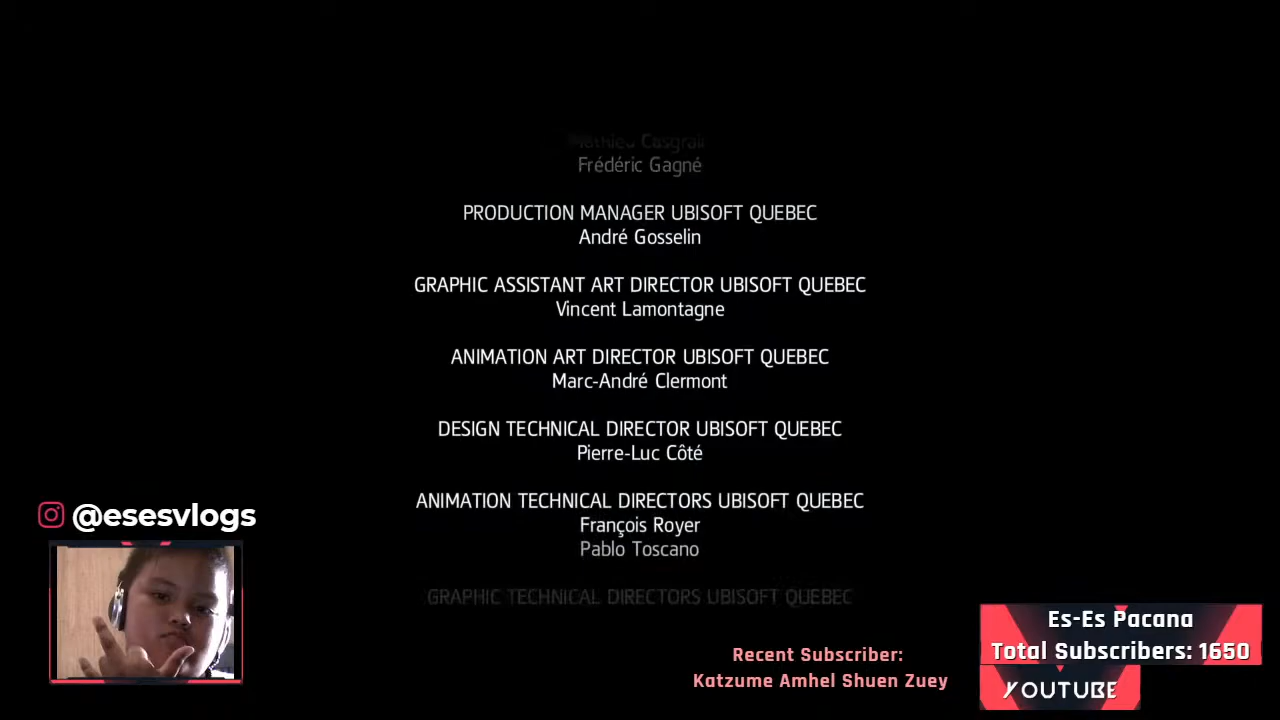 Frédéric Gagné
PRODUCTION MANAGER UBISOFT QUEBEC
André Gosselin
GRAPHIC ASSISTANT ART DIRECTOR UBISOFT QUEBEC
Vincent Lamontagne
ANIMATION ART DIRECTOR UBISOFT QUEBEC
Marc-André Clermont
DESIGN TECHNICAL DIRECTOR UBISOFT QUEBEC
Pierre-Luc Côté
ANIMATION TECHNICAL DIRECTORS UBISOFT QUEBEC
François Royer
Pablo Toscano
GRAPHIC TECHNICAL DIRECTORS UBISOFT QUEBEC
@esesvlogs
Recent Subscriber:
Katzume Amhel Shuen Zuey
Es-Es Pacana
Total Subscribers: 1650
YOUTUBE